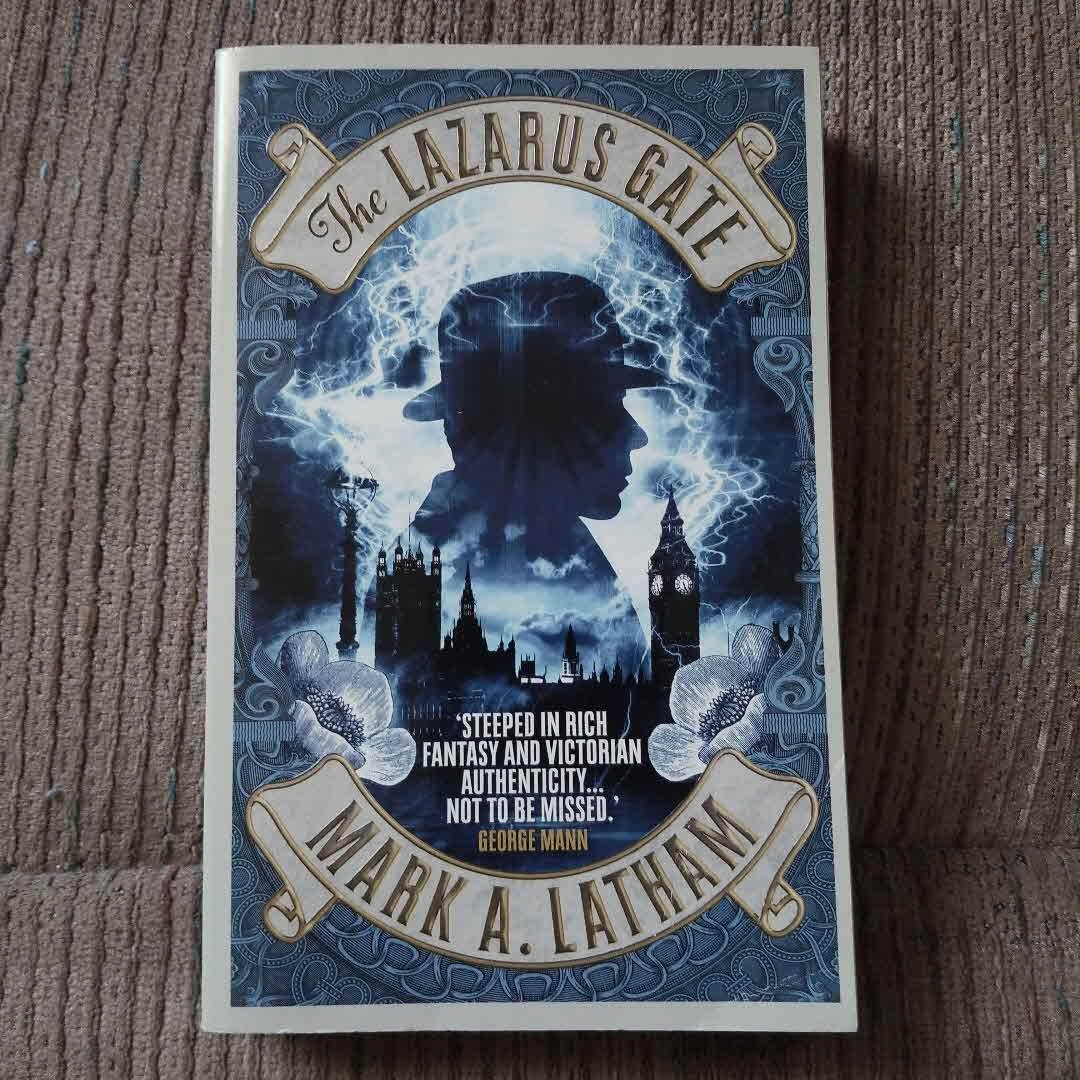 The LAZARUS GATE
'STEEPED IN RICH
FANTASY AND VICTORIAN
AUTHENTICITY...
NOT TO BE MISSED.'
GEORGE MANN
MARK A. LATHAM